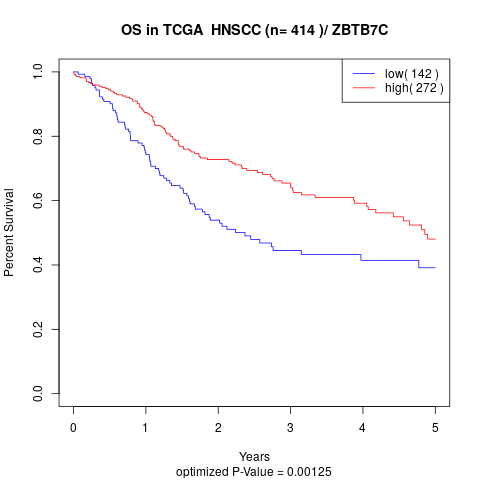 OS in TCGA  HNSCC (n= 414 )/ ZBTB7C
low( 142 )
high( 272 )
Percent Survival
1.0
0.8
0.6
0.4
0.2
0.0
0 1 2 3 4 5
Years
optimized P-Value = 0.00125